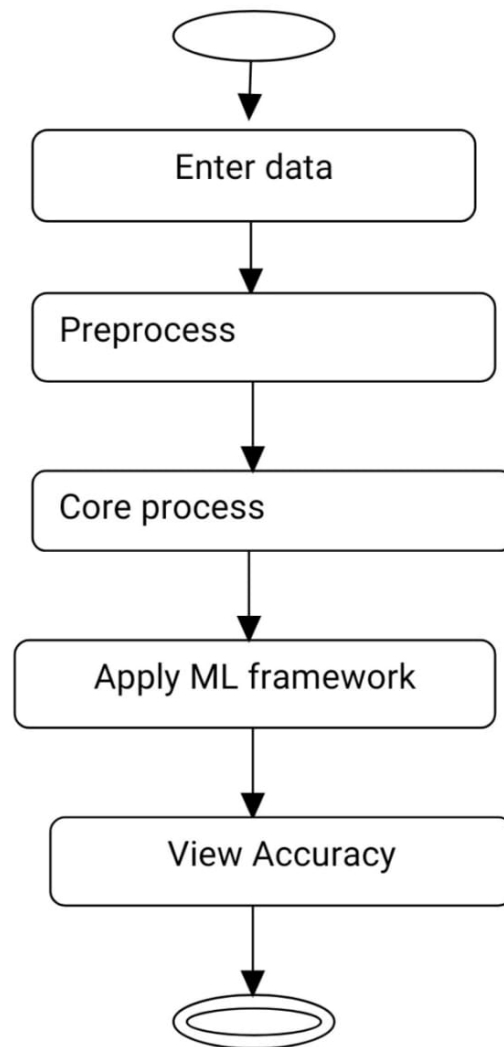 Enter data
Preprocess
Core process
Apply ML framework
View Accuracy